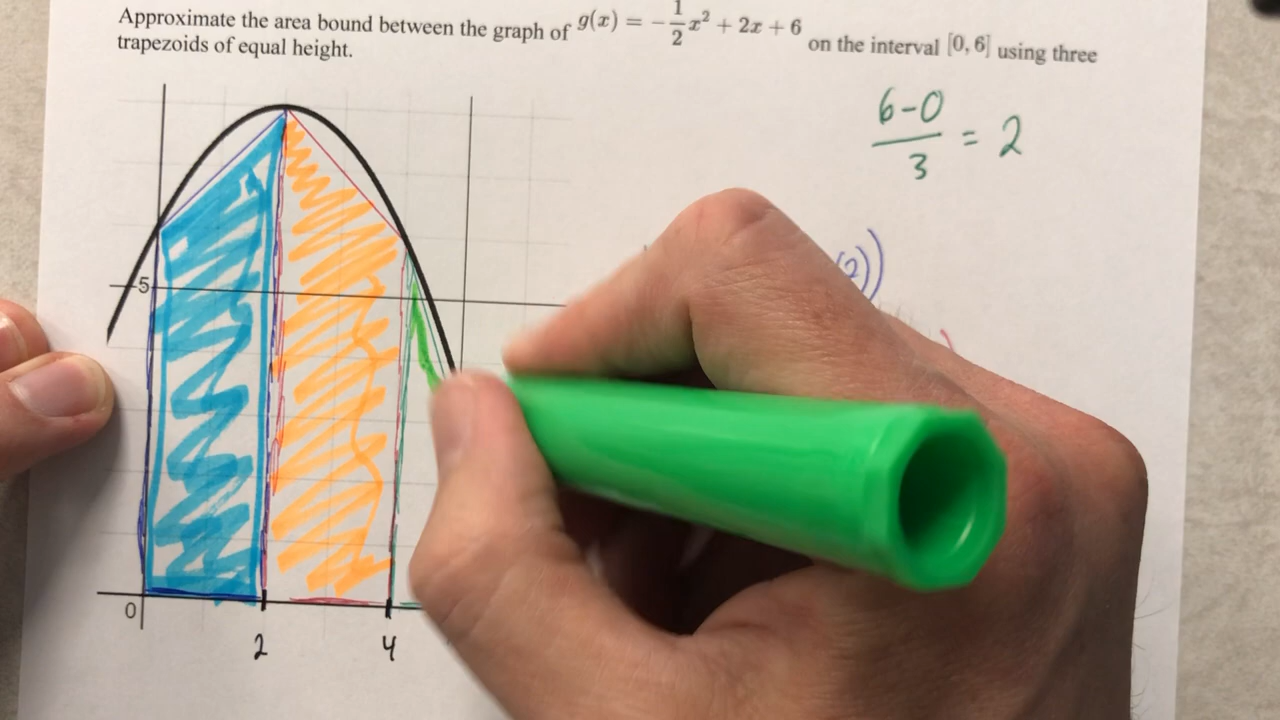 Approximate the area bound between the graph of g(x) = -1/2x² + 2x + 6 on the interval [0, 6] using three
trapezoids of equal height.
6-0/3 = 2
(2))
5
0
2 4